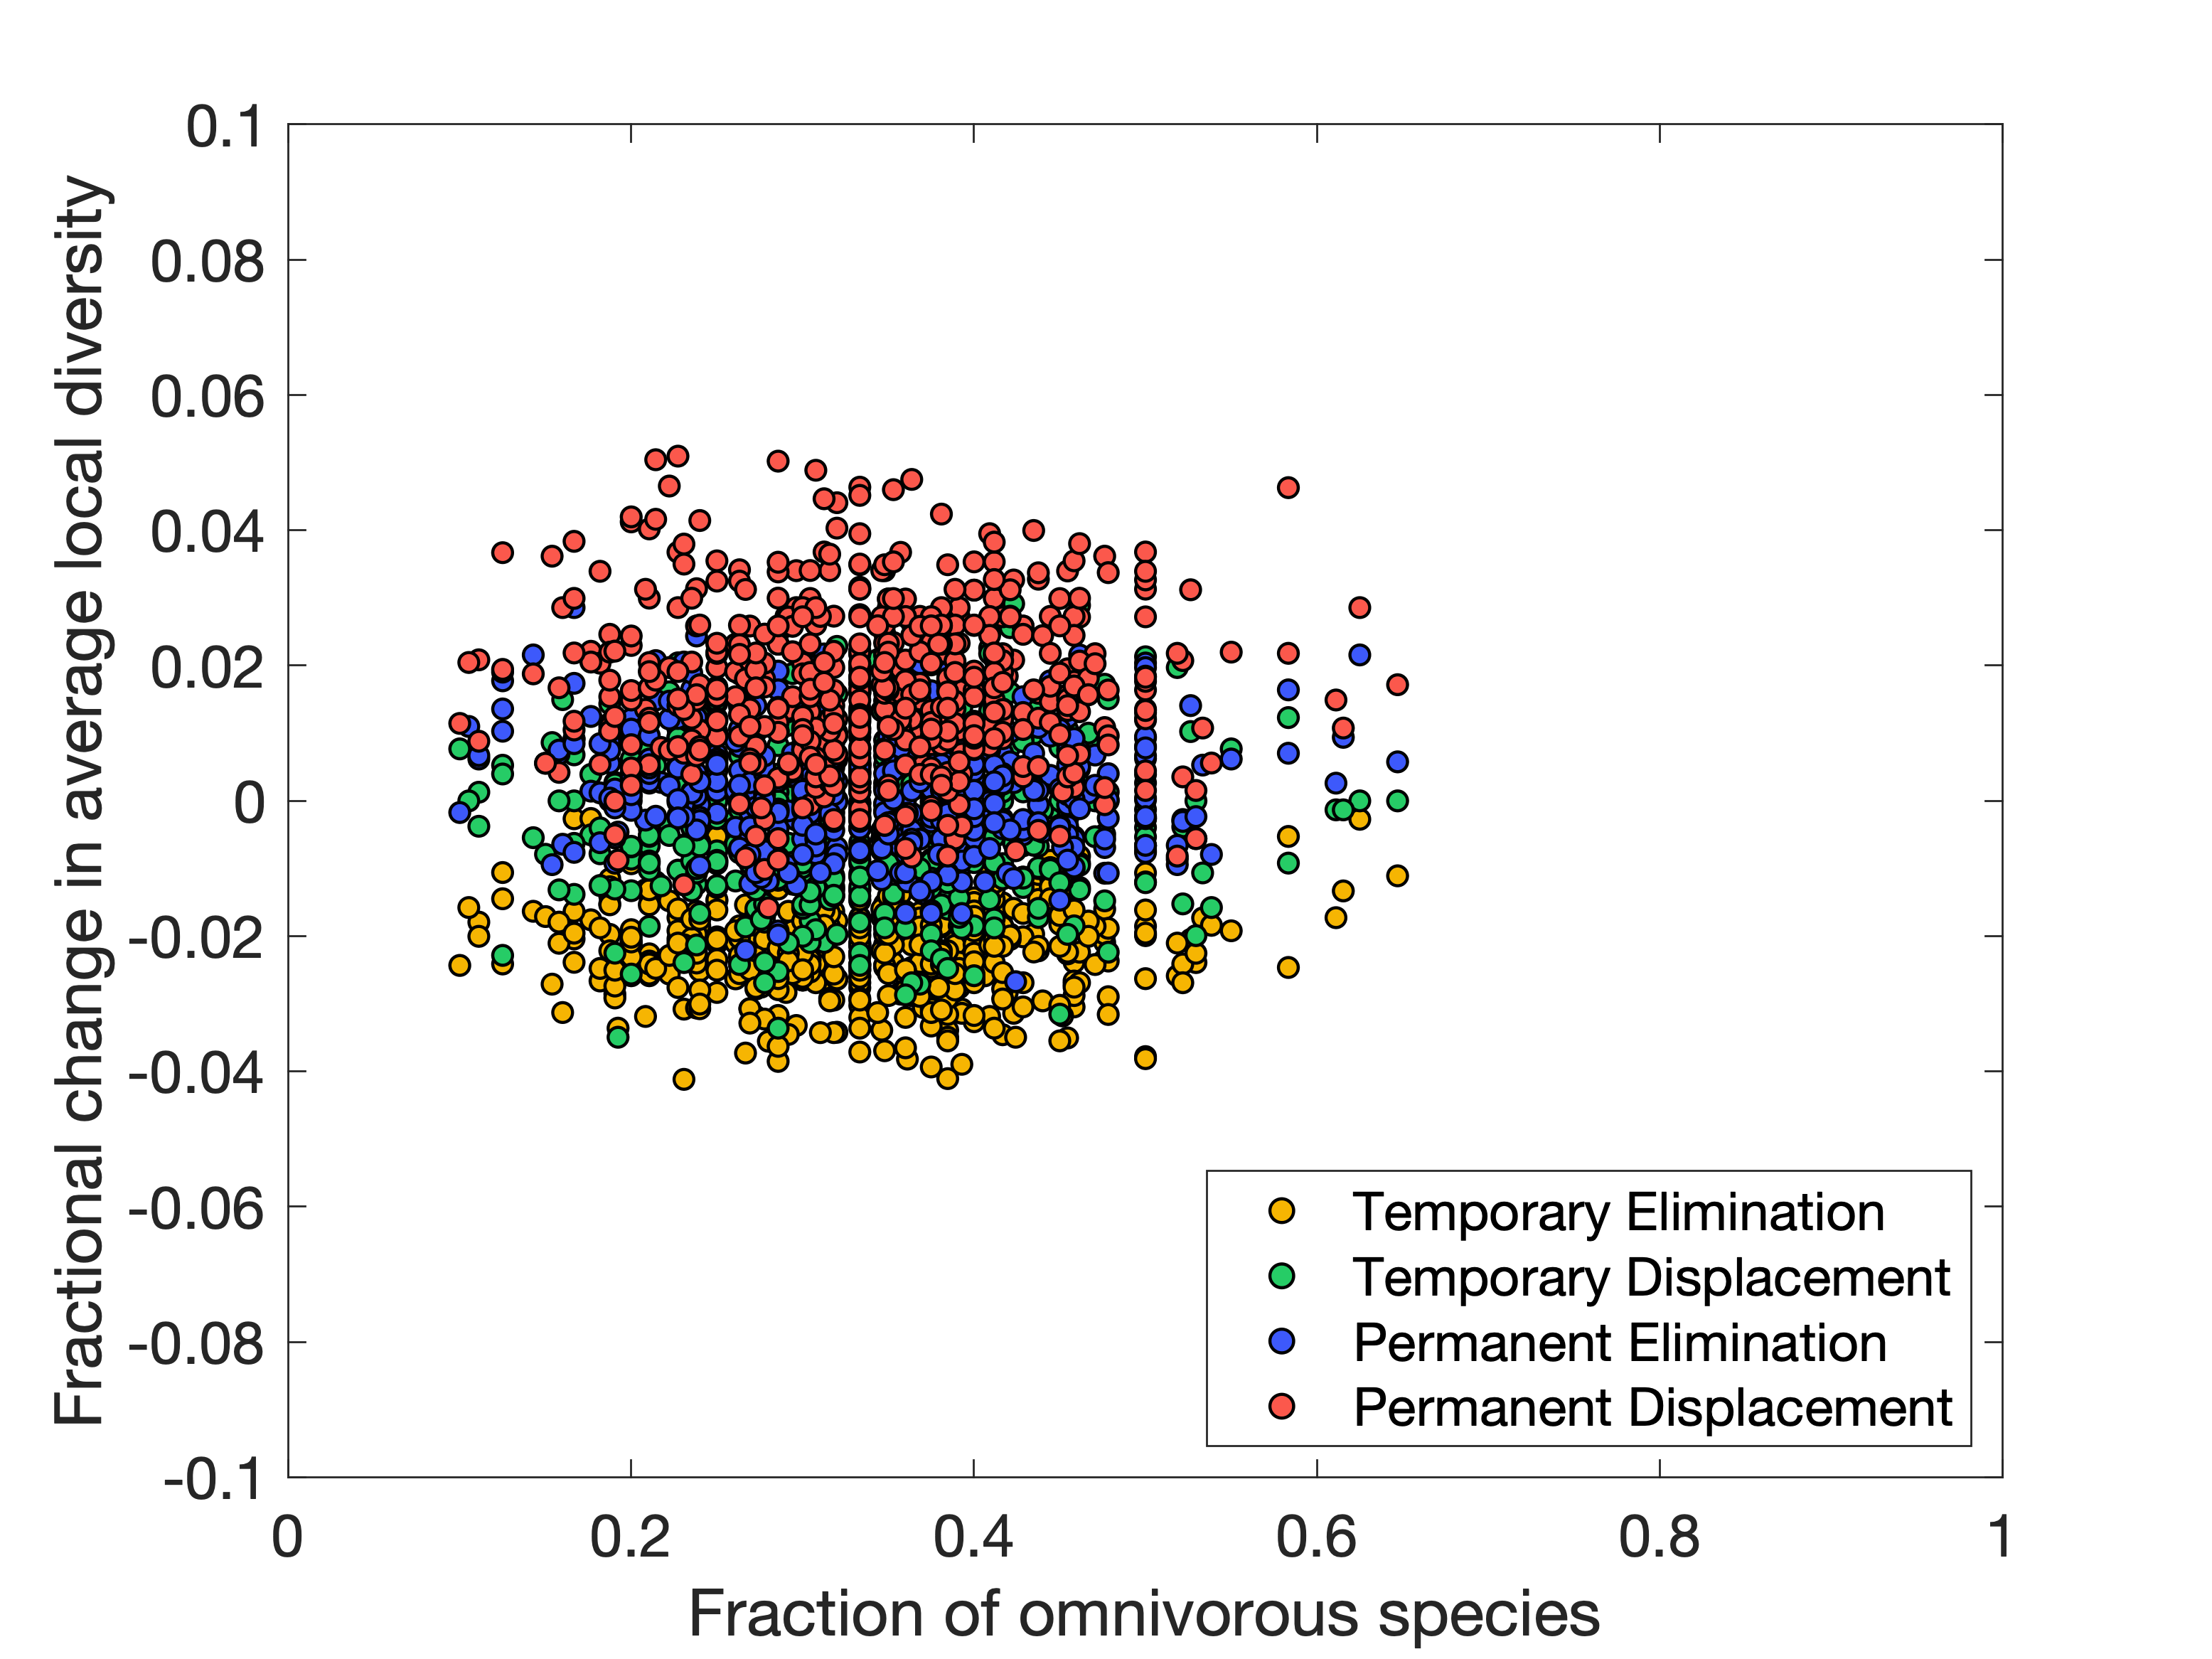 Fractional change in average local diversity
0.1
0.08
0.06
0.04
0.02
0
-0.02
-0.04
-0.06
-0.08
-0.1
Temporary Elimination
Temporary Displacement
Permanent Elimination
Permanent Displacement
0 0.2 0.4 0.6 0.8 1
Fraction of omnivorous species